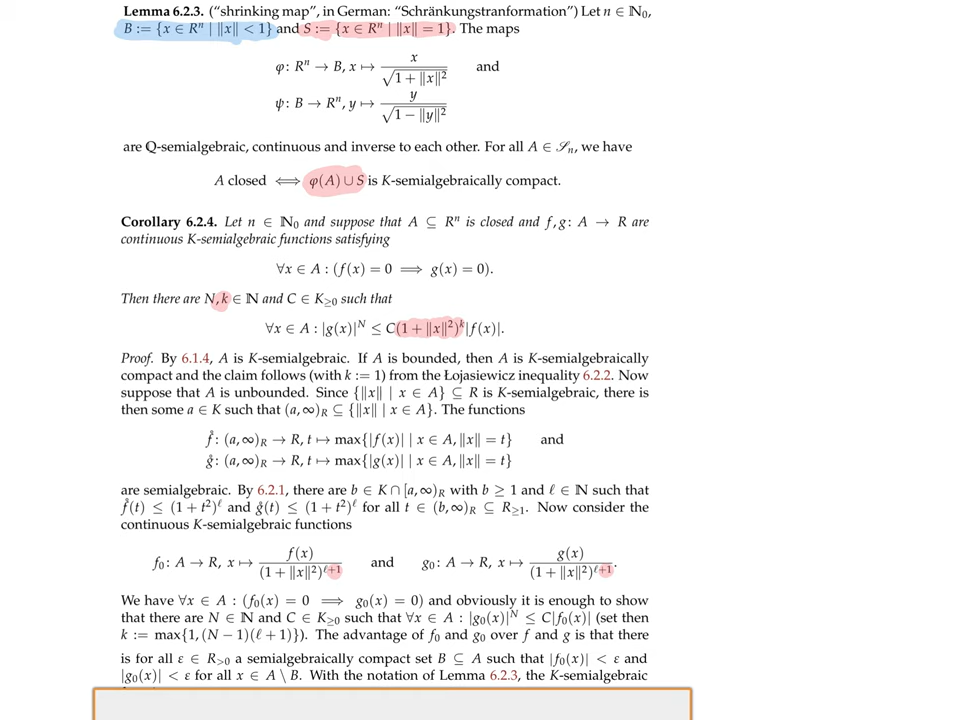 Lemma 6.2.3. (“shrinking map”, in German: “Schränkungstranformation”) Let n ∈ ℕ₀,
B := {x ∈ Rⁿ | ‖x‖ < 1} and S := {x ∈ Rⁿ | ‖x‖ = 1}. The maps
φ: Rⁿ → B, x ↦ x / √(1 + ‖x‖²) and
ψ: B → Rⁿ, y ↦ y / √(1 − ‖y‖²)
are Q-semialgebraic, continuous and inverse to each other. For all A ∈ 𝒮ₙ, we have
A closed ⟺ φ(A) ∪ S is K-semialgebraically compact.
Corollary 6.2.4. Let n ∈ ℕ₀ and suppose that A ⊆ Rⁿ is closed and f, g: A → R are
continuous K-semialgebraic functions satisfying
∀x ∈ A : (f(x) = 0 ⟹ g(x) = 0).
Then there are N, k ∈ ℕ and C ∈ K≥0 such that
∀x ∈ A : |g(x)|ᴺ ≤ C(1 + ‖x‖²)ᵏ|f(x)|.
Proof. By 6.1.4, A is K-semialgebraic. If A is bounded, then A is K-semialgebraically
compact and the claim follows (with k := 1) from the Łojasiewicz inequality 6.2.2. Now
suppose that A is unbounded. Since {‖x‖ | x ∈ A} ⊆ R is K-semialgebraic, there is
then some a ∈ K such that (a, ∞)R ⊆ {‖x‖ | x ∈ A}. The functions
f̊: (a, ∞)R → R, t ↦ max{|f(x)| | x ∈ A, ‖x‖ = t} and
g̊: (a, ∞)R → R, t ↦ max{|g(x)| | x ∈ A, ‖x‖ = t}
are semialgebraic. By 6.2.1, there are b ∈ K ∩ [a, ∞)R with b ≥ 1 and ℓ ∈ ℕ such that
f̊(t) ≤ (1 + t²)^ℓ and g̊(t) ≤ (1 + t²)^ℓ for all t ∈ (b, ∞)R ⊆ R≥1. Now consider the
continuous K-semialgebraic functions
f₀: A → R, x ↦ f(x) / (1 + ‖x‖²)^(ℓ+1) and g₀: A → R, x ↦ g(x) / (1 + ‖x‖²)^(ℓ+1).
We have ∀x ∈ A : (f₀(x) = 0 ⟹ g₀(x) = 0) and obviously it is enough to show
that there are N ∈ ℕ and C ∈ K≥0 such that ∀x ∈ A : |g₀(x)|ᴺ ≤ C|f₀(x)| (set then
k := max{1, (N − 1)(ℓ + 1)}). The advantage of f₀ and g₀ over f and g is that there
is for all ε ∈ R>0 a semialgebraically compact set B ⊆ A such that |f₀(x)| < ε and
|g₀(x)| < ε for all x ∈ A \ B. With the notation of Lemma 6.2.3, the K-semialgebraic